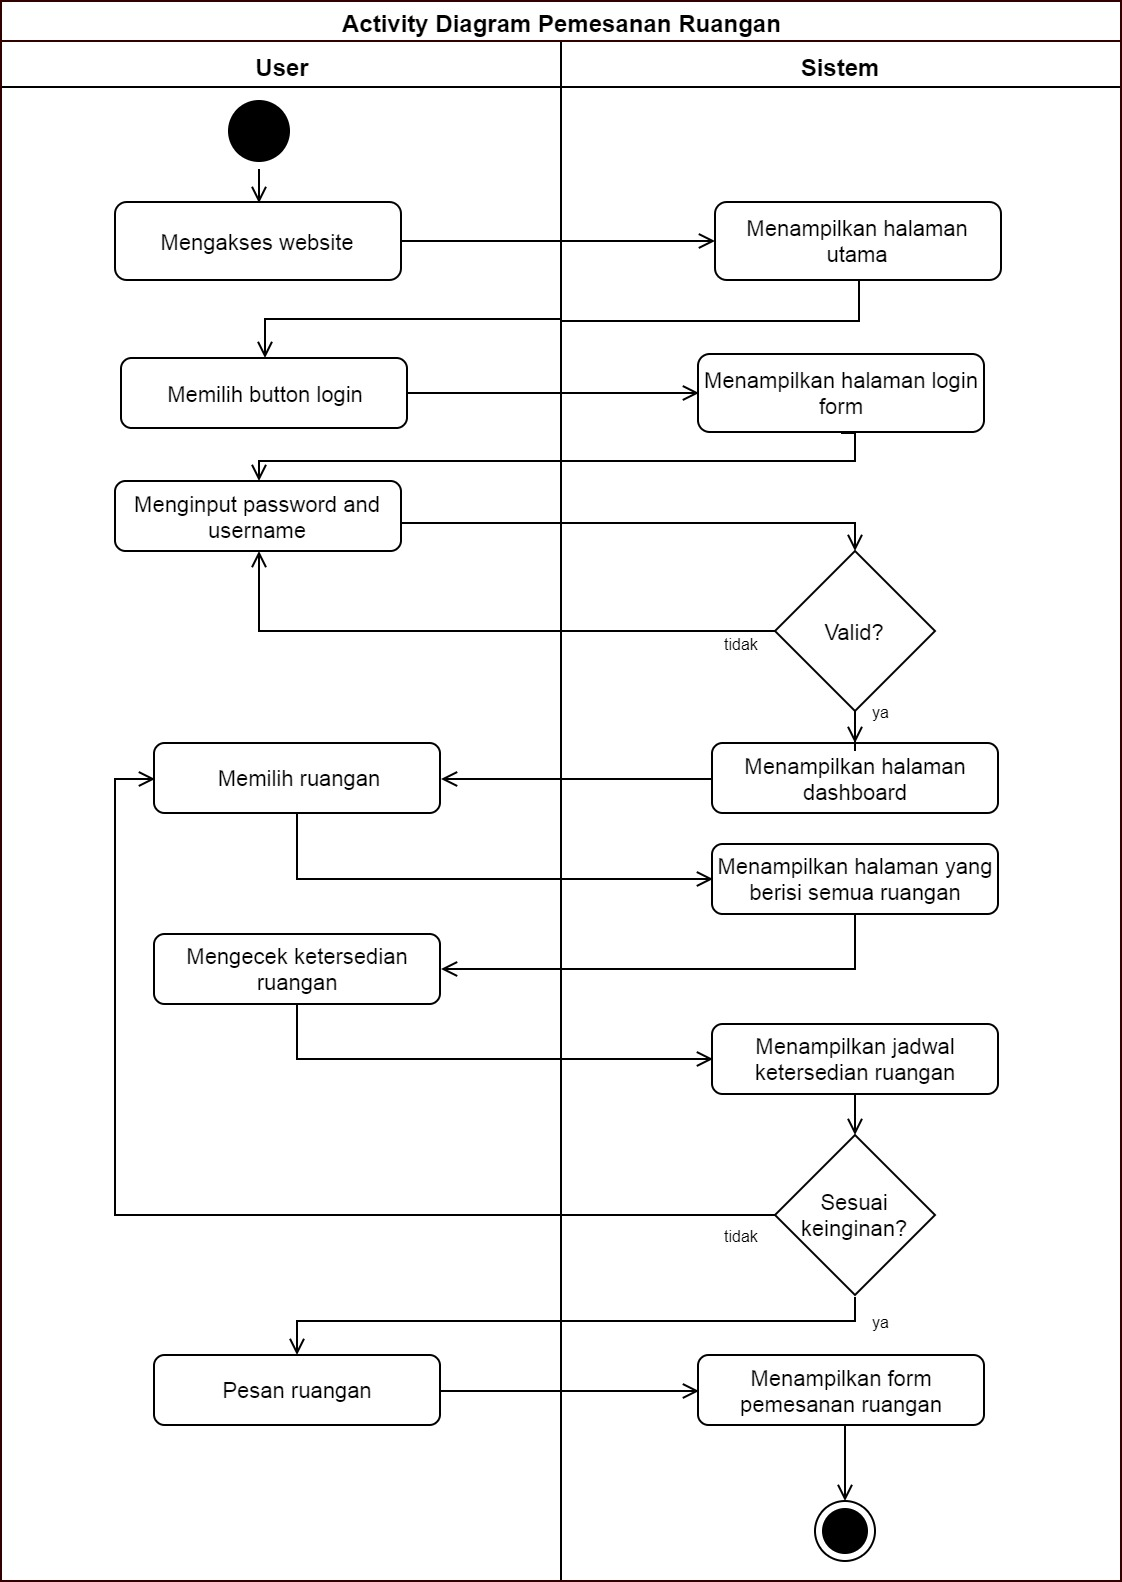 Activity Diagram Pemesanan Ruangan
User
Sistem
Mengakses website
Menampilkan halaman
utama
Memilih button login
Menampilkan halaman login
form
Menginput password and
username
Valid?
tidak
ya
Memilih ruangan
Menampilkan halaman
dashboard
Menampilkan halaman yang
berisi semua ruangan
Mengecek ketersedian
ruangan
Menampilkan jadwal
ketersedian ruangan
Sesuai
keinginan?
tidak
ya
Pesan ruangan
Menampilkan form
pemesanan ruangan